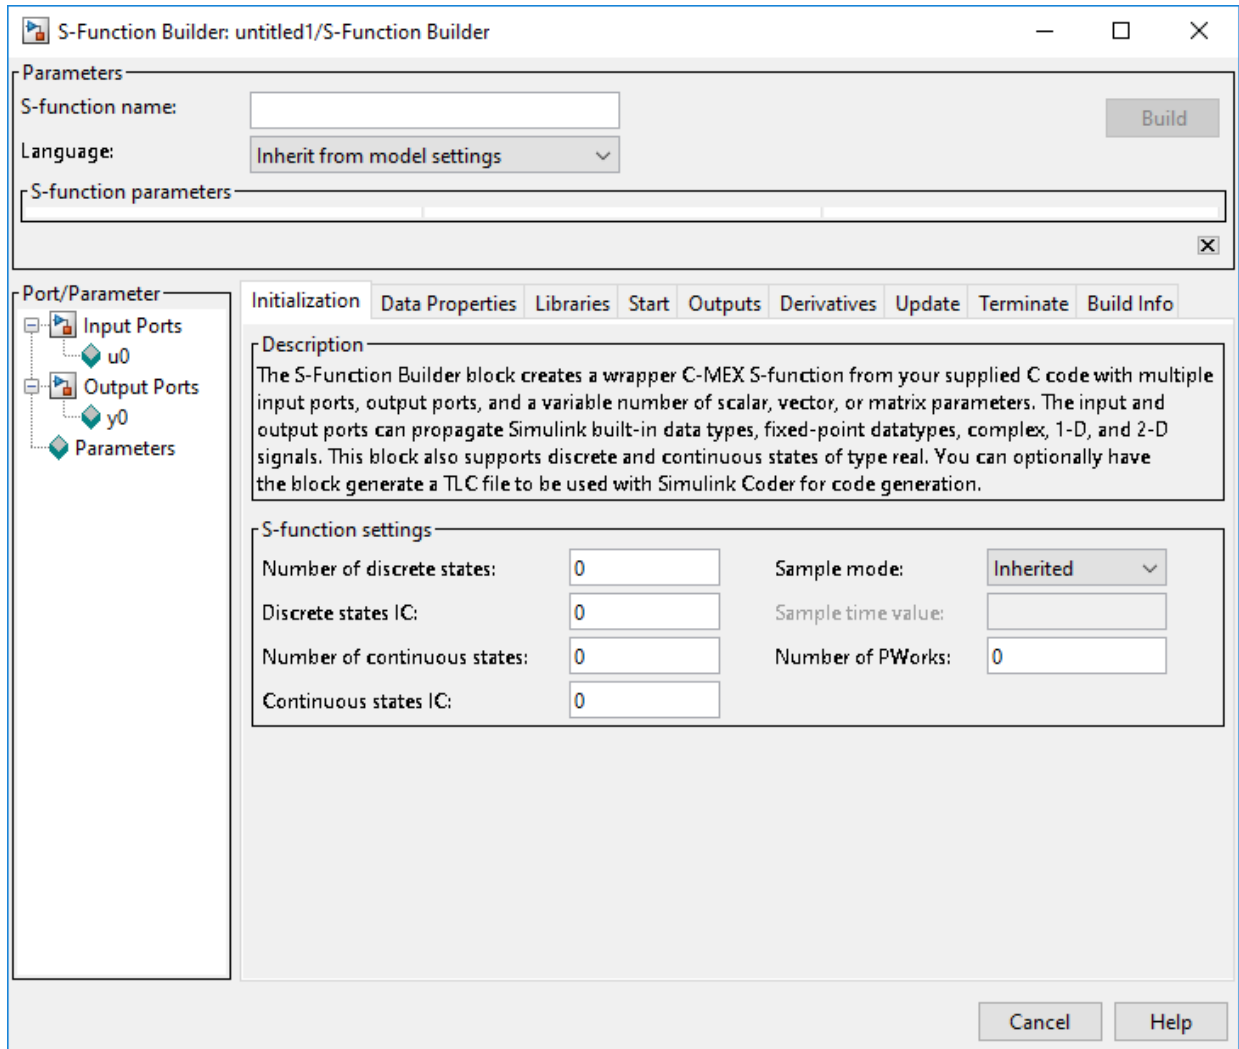 S-Function Builder: untitled1/S-Function Builder
Parameters
S-function name:
Build
Language:
Inherit from model settings
S-function parameters
Port/Parameter
Input Ports
u0
Output Ports
y0
Parameters
Initialization Data Properties Libraries Start Outputs Derivatives Update Terminate Build Info
Description
The S-Function Builder block creates a wrapper C-MEX S-function from your supplied C code with multiple
input ports, output ports, and a variable number of scalar, vector, or matrix parameters. The input and
output ports can propagate Simulink built-in data types, fixed-point datatypes, complex, 1-D, and 2-D
signals. This block also supports discrete and continuous states of type real. You can optionally have
the block generate a TLC file to be used with Simulink Coder for code generation.
S-function settings
Number of discrete states: 0 Sample mode: Inherited
Discrete states IC: 0 Sample time value:
Number of continuous states: 0 Number of PWorks: 0
Continuous states IC: 0
Cancel Help